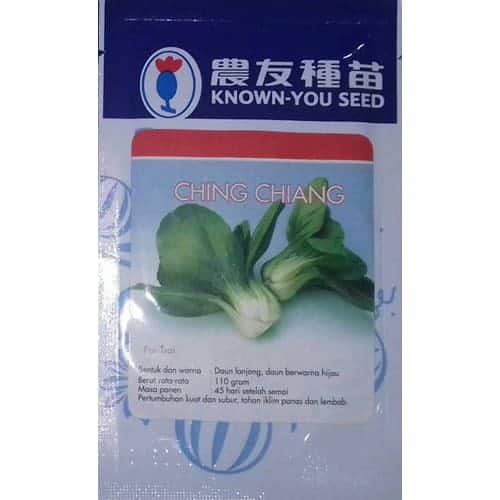 農友種苗
KNOWN-YOU SEED
CHING CHIANG
Pai-Tsai
Bentuk dan warna : Daun lonjong, daun berwarna hijau
Berut rata-rata : 110 gram
Masa panen : 45 hari setelah semai
Pertumbuhan kuat dan subur, tahan iklim panas dan lembab.